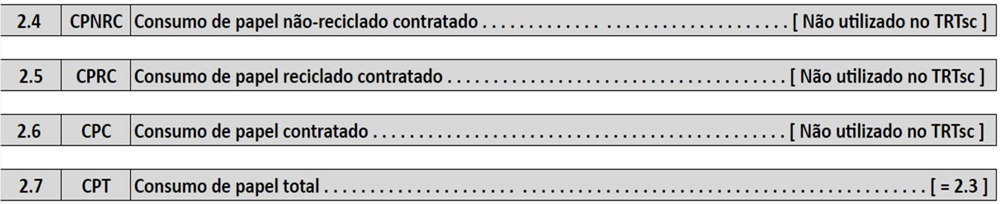 2.4 CPNRC Consumo de papel não-reciclado contratado . . . . . . . . . . . . . . . . . . . . . . . . . . . . . . . . . [ Não utilizado no TRTsc ]
2.5 CPRC Consumo de papel reciclado contratado . . . . . . . . . . . . . . . . . . . . . . . . . . . . . . . . . . . . . [ Não utilizado no TRTsc ]
2.6 CPC Consumo de papel contratado . . . . . . . . . . . . . . . . . . . . . . . . . . . . . . . . . . . . . . . . . . . . . [ Não utilizado no TRTsc ]
2.7 CPT Consumo de papel total . . . . . . . . . . . . . . . . . . . . . . . . . . . . . . . . . . . . . . . . . . . . . . . . . . . . . . . . . . . . . . . . . [ = 2.3 ]